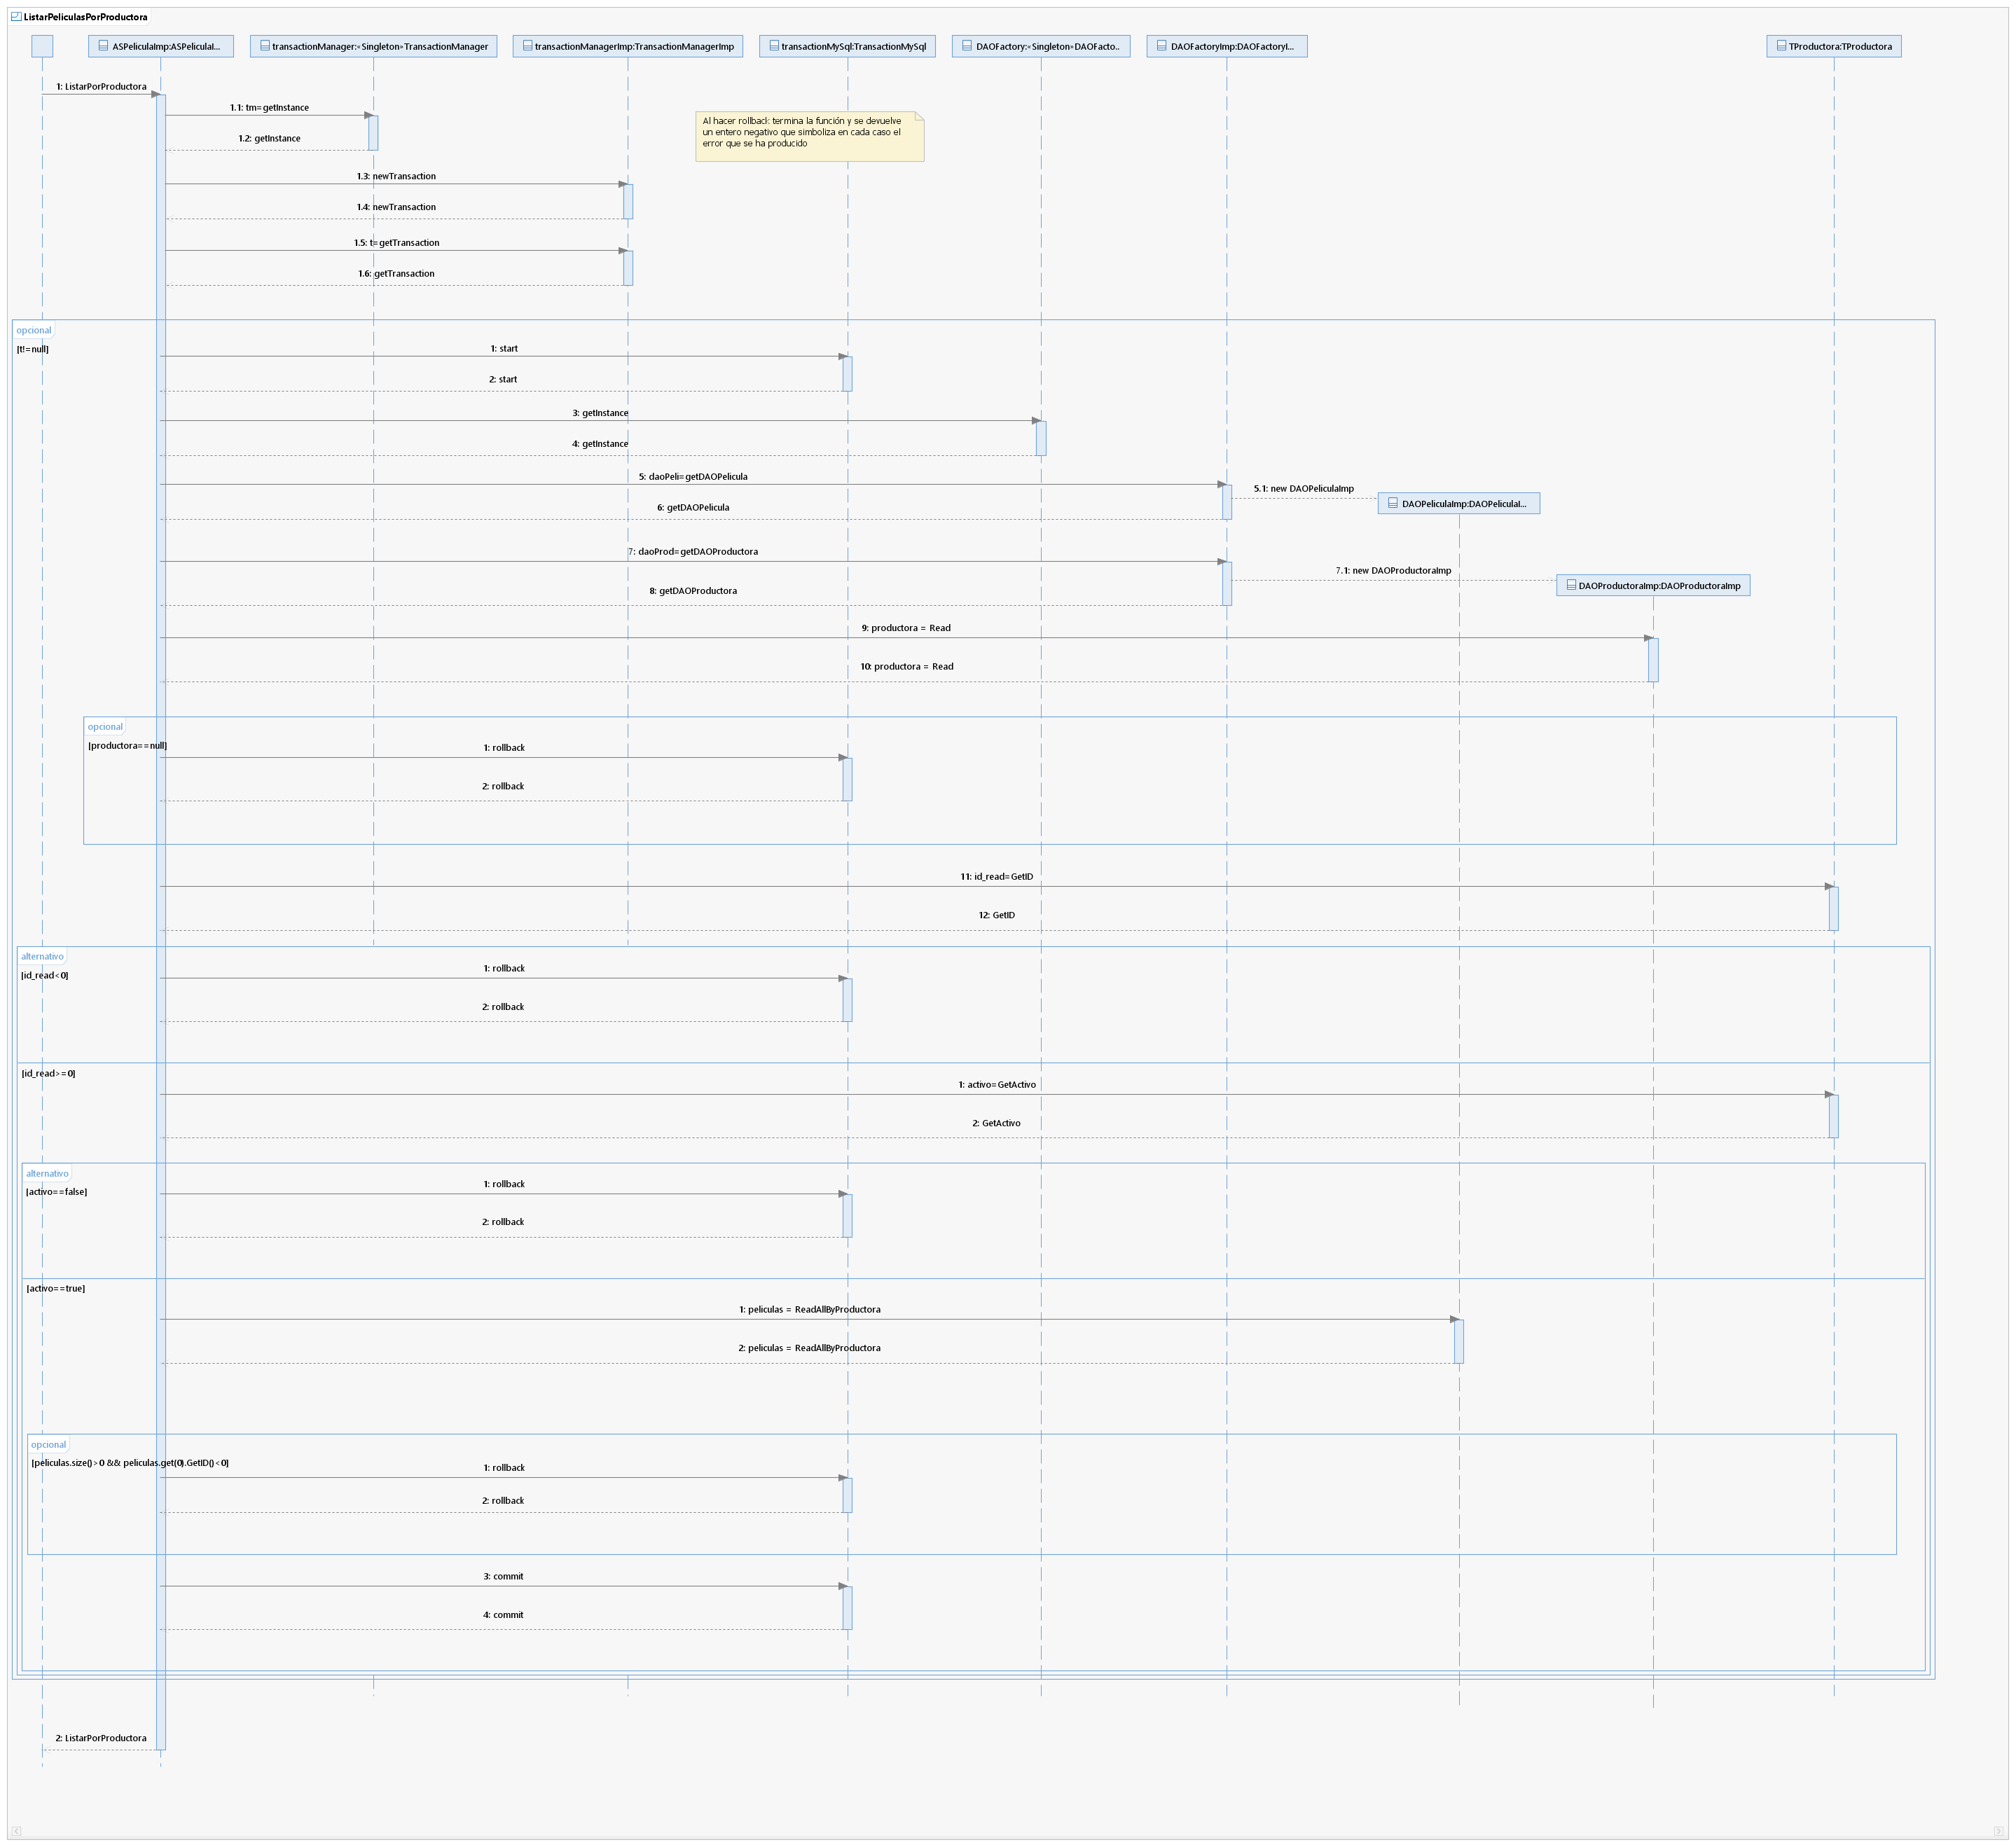 ListarPeliculasPorProductora
ASPeliculaImp:ASPeliculaI...
transactionManager:«Singleton»TransactionManager
transactionManagerImp:TransactionManagerImp
transactionMySql:TransactionMySql
DAOFactory:«Singleton»DAOFacto..
DAOFactoryImp:DAOFactoryI...
TProductora:TProductora
1: ListarPorProductora
1.1: tm=getInstance
Al hacer rollback: termina la función y se devuelve
un entero negativo que simboliza en cada caso el
error que se ha producido
1.2: getInstance
1.3: newTransaction
1.4: newTransaction
1.5: t=getTransaction
1.6: getTransaction
opcional
[t!=null]
1: start
2: start
3: getInstance
4: getInstance
5: daoPeli=getDAOPelicula
5.1: new DAOPeliculaImp
DAOPeliculaImp:DAOPeliculaI...
6: getDAOPelicula
7: daoProd=getDAOProductora
7.1: new DAOProductoraImp
DAOProductoraImp:DAOProductoraImp
8: getDAOProductora
9: productora = Read
10: productora = Read
opcional
[productora==null]
1: rollback
2: rollback
11: id_read=GetID
12: GetID
alternativo
[id_read<0]
1: rollback
2: rollback
[id_read>=0]
1: activo=GetActivo
2: GetActivo
alternativo
[activo==false]
1: rollback
2: rollback
[activo==true]
1: peliculas = ReadAllByProductora
2: peliculas = ReadAllByProductora
opcional
[peliculas.size()>0 && peliculas.get(0).GetID()<0]
1: rollback
2: rollback
3: commit
4: commit
2: ListarPorProductora